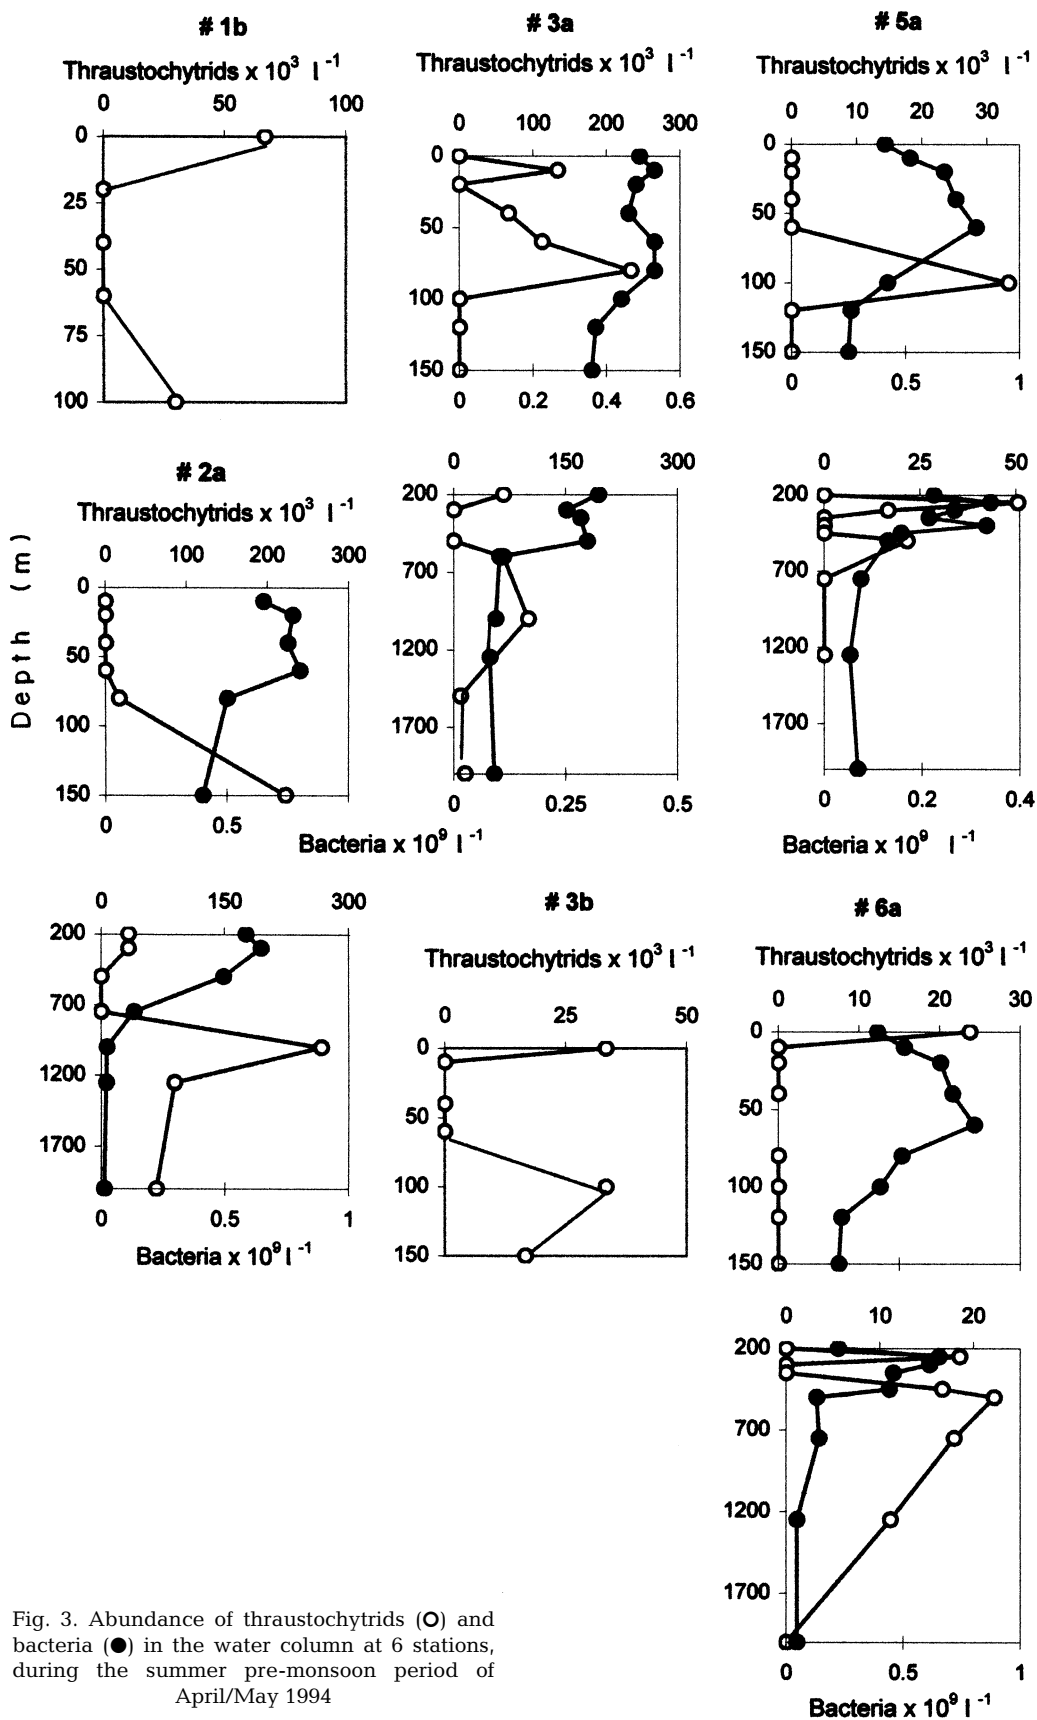 # 1b
Thraustochytrids x 10³ l⁻¹
0 50 100
0
25
50
75
100
# 3a
Thraustochytrids x 10³ l⁻¹
0 100 200 300
0
50
100
150
0 0.2 0.4 0.6
# 5a
Thraustochytrids x 10³ l⁻¹
0 10 20 30
0
50
100
150
0 0.5 1
Depth (m)
# 2a
Thraustochytrids x 10³ l⁻¹
0 100 200 300
0
50
100
150
0 0.5
0 150 300
200
700
1200
1700
0 0.25 0.5
Bacteria x 10⁹ l⁻¹
0 25 50
200
700
1200
1700
0 0.2 0.4
Bacteria x 10⁹ l⁻¹
0 150 300
200
700
1200
1700
0 0.5 1
Bacteria x 10⁹ l⁻¹
# 3b
Thraustochytrids x 10³ l⁻¹
0 25 50
0
50
100
150
# 6a
Thraustochytrids x 10³ l⁻¹
0 10 20 30
0
50
100
150
0 10 20
200
700
1200
1700
0 0.5 1
Bacteria x 10⁹ l⁻¹
Fig. 3. Abundance of thraustochytrids (O) and
bacteria (●) in the water column at 6 stations,
during the summer pre-monsoon period of
April/May 1994